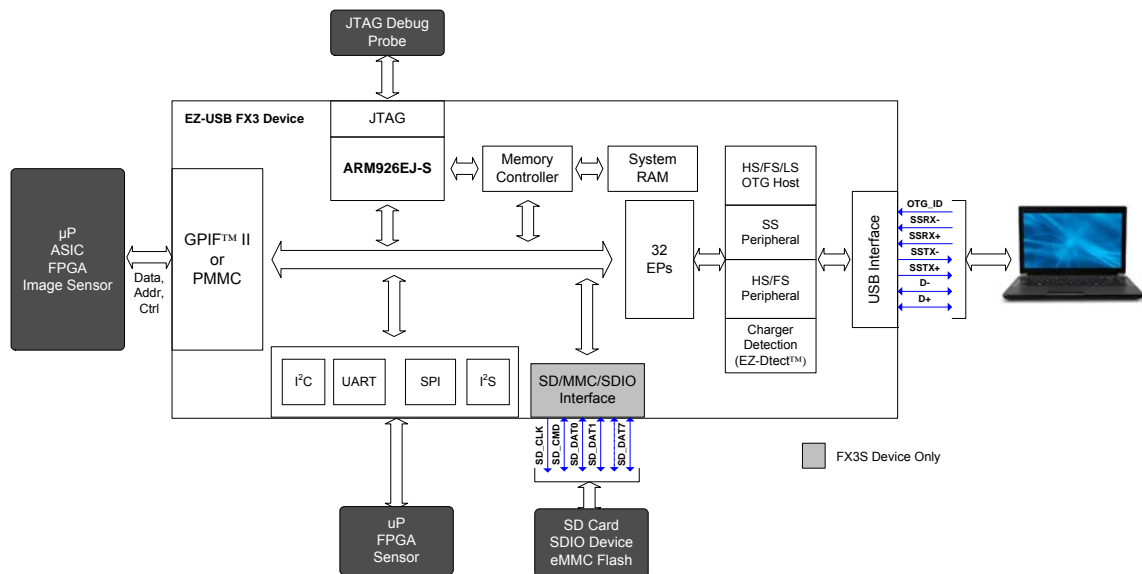 JTAG Debug
Probe
EZ-USB FX3 Device
JTAG
ARM926EJ-S
Memory
Controller
System
RAM
HS/FS/LS
OTG Host
SS
Peripheral
HS/FS
Peripheral
Charger
Detection
(EZ-Dtect™)
32
EPs
USB Interface
OTG_ID
SSRX-
SSRX+
SSTX-
SSTX+
D-
D+
µP
ASIC
FPGA
Image Sensor
Data,
Addr,
Ctrl
GPIF™ II
or
PMMC
I²C
UART
SPI
I²S
SD/MMC/SDIO
Interface
SD_CLK
SD_CMD
SD_DAT0
SD_DAT1
SD_DAT7
FX3S Device Only
uP
FPGA
Sensor
SD Card
SDIO Device
eMMC Flash